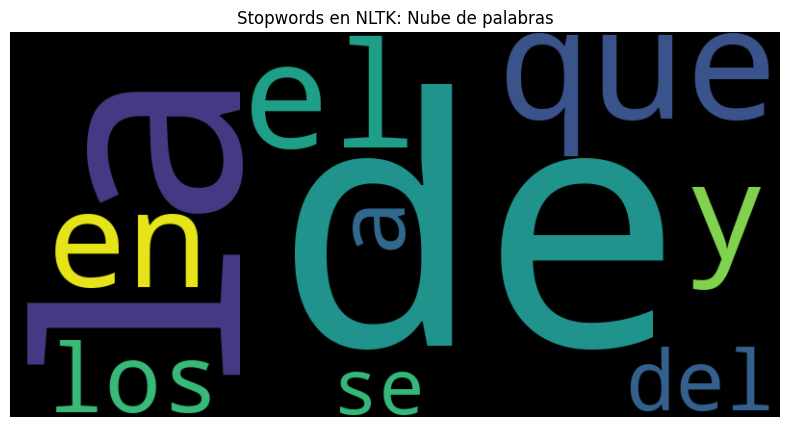 Stopwords en NLTK: Nube de palabras
la
el
que
de
en
a
y
los
se
del